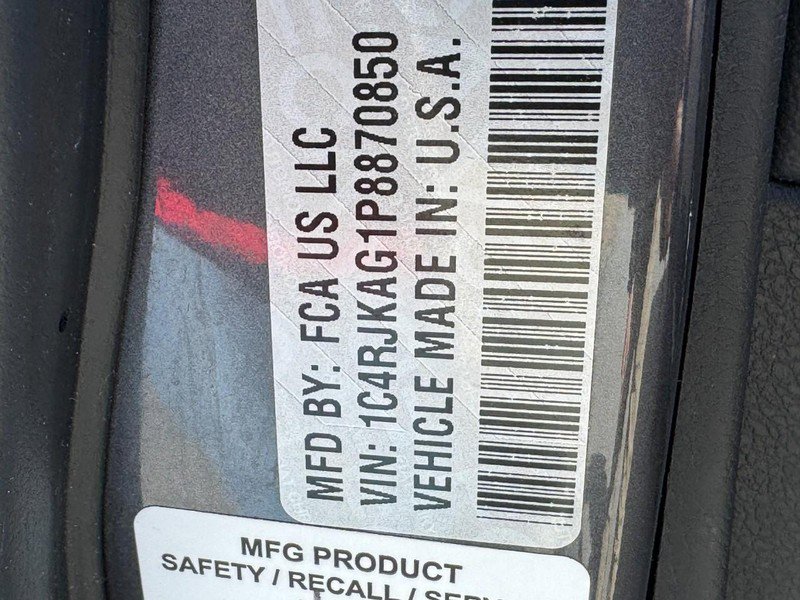 MFD BY: FCA US LLC
VIN: 1C4RJKAG1P8870850
VEHICLE MADE IN: U.S.A.
MFG PRODUCT
SAFETY / RECALL /